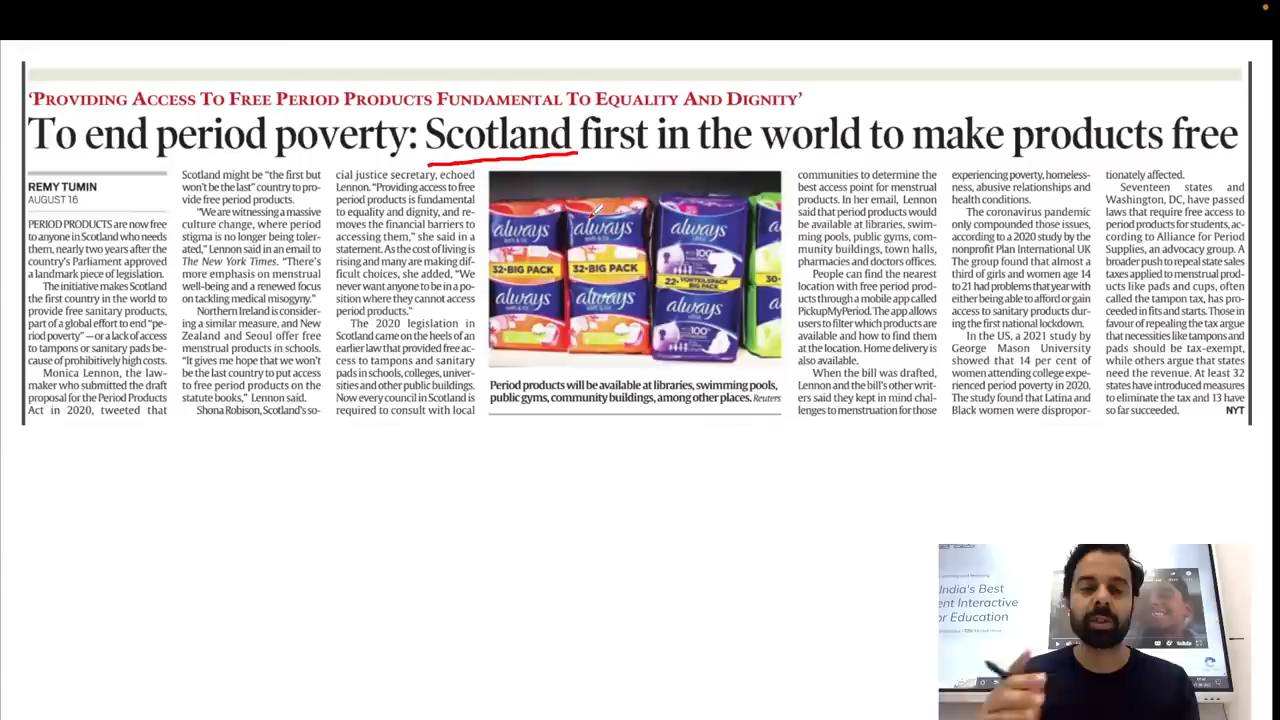 'PROVIDING ACCESS TO FREE PERIOD PRODUCTS FUNDAMENTAL TO EQUALITY AND DIGNITY'
To end period poverty: Scotland first in the world to make products free
REMY TUMIN
AUGUST 16
PERIOD PRODUCTS are now free
to anyone in Scotland who needs
them, nearly two years after the
country's Parliament approved
a landmark piece of legislation.
The initiative makes Scotland
the first country in the world to
provide free sanitary products,
part of a global effort to end "pe-
riod poverty" — or a lack of access
to tampons or sanitary pads be-
cause of prohibitively high costs.
Monica Lennon, the law-
maker who submitted the draft
proposal for the Period Products
Act in 2020, tweeted that
Scotland might be "the first but
won't be the last" country to pro-
vide free period products.
"We are witnessing a massive
culture change, where period
stigma is no longer being toler-
ated," Lennon said in an email to
The New York Times. "There's
more emphasis on menstrual
well-being and a renewed focus
on tackling medical misogyny."
Northern Ireland is consider-
ing a similar measure, and New
Zealand and Seoul offer free
menstrual products in schools.
"It gives me hope that we won't
be the last country to put access
to free period products on the
statute books," Lennon said.
Shona Robison, Scotland's so-
cial justice secretary, echoed
Lennon. "Providing access to free
period products is fundamental
to equality and dignity, and re-
moves the financial barriers to
accessing them," she said in a
statement. As the cost of living is
rising and many are making dif-
ficult choices, she added, "We
never want anyone to be in a po-
sition where they cannot access
period products."
The 2020 legislation in
Scotland came on the heels of an
earlier law that provided free ac-
cess to tampons and sanitary
pads in schools, colleges, univer-
sities and other public buildings.
Now every council in Scotland is
required to consult with local
always
32·BIG PACK
always
always
32·BIG PACK
always
always
100
22· VORTEILSPACK
BIG PACK
always
100
30·
Period products will be available at libraries, swimming pools,
public gyms, community buildings, among other places. Reuters
communities to determine the
best access point for menstrual
products. In her email, Lennon
said that period products would
be available at libraries, swim-
ming pools, public gyms, com-
munity buildings, town halls,
pharmacies and doctors offices.
People can find the nearest
location with free period prod-
ucts through a mobile app called
PickupMyPeriod. The app allows
users to filter which products are
available and how to find them
at the location. Home delivery is
also available.
When the bill was drafted,
Lennon and the bill's other writ-
ers said they kept in mind chal-
lenges to menstruation for those
experiencing poverty, homeless-
ness, abusive relationships and
health conditions.
The coronavirus pandemic
only compounded those issues,
according to a 2020 study by the
nonprofit Plan International UK
The group found that almost a
third of girls and women age 14
to 21 had problems that year with
either being able to afford or gain
access to sanitary products dur-
ing the first national lockdown.
In the US, a 2021 study by
George Mason University
showed that 14 per cent of
women attending college expe-
rienced period poverty in 2020.
The study found that Latina and
Black women were dispropor-
tionately affected.
Seventeen states and
Washington, DC, have passed
laws that require free access to
period products for students, ac-
cording to Alliance for Period
Supplies, an advocacy group. A
broader push to repeal state sales
taxes applied to menstrual prod-
ucts like pads and cups, often
called the tampon tax, has pro-
ceeded in fits and starts. Those in
favour of repealing the tax argue
that necessities like tampons and
pads should be tax-exempt,
while others argue that states
need the revenue. At least 32
states have introduced measures
to eliminate the tax and 13 have
so far succeeded. NYT
India's Best
ent Interactive
or Education
YouTube